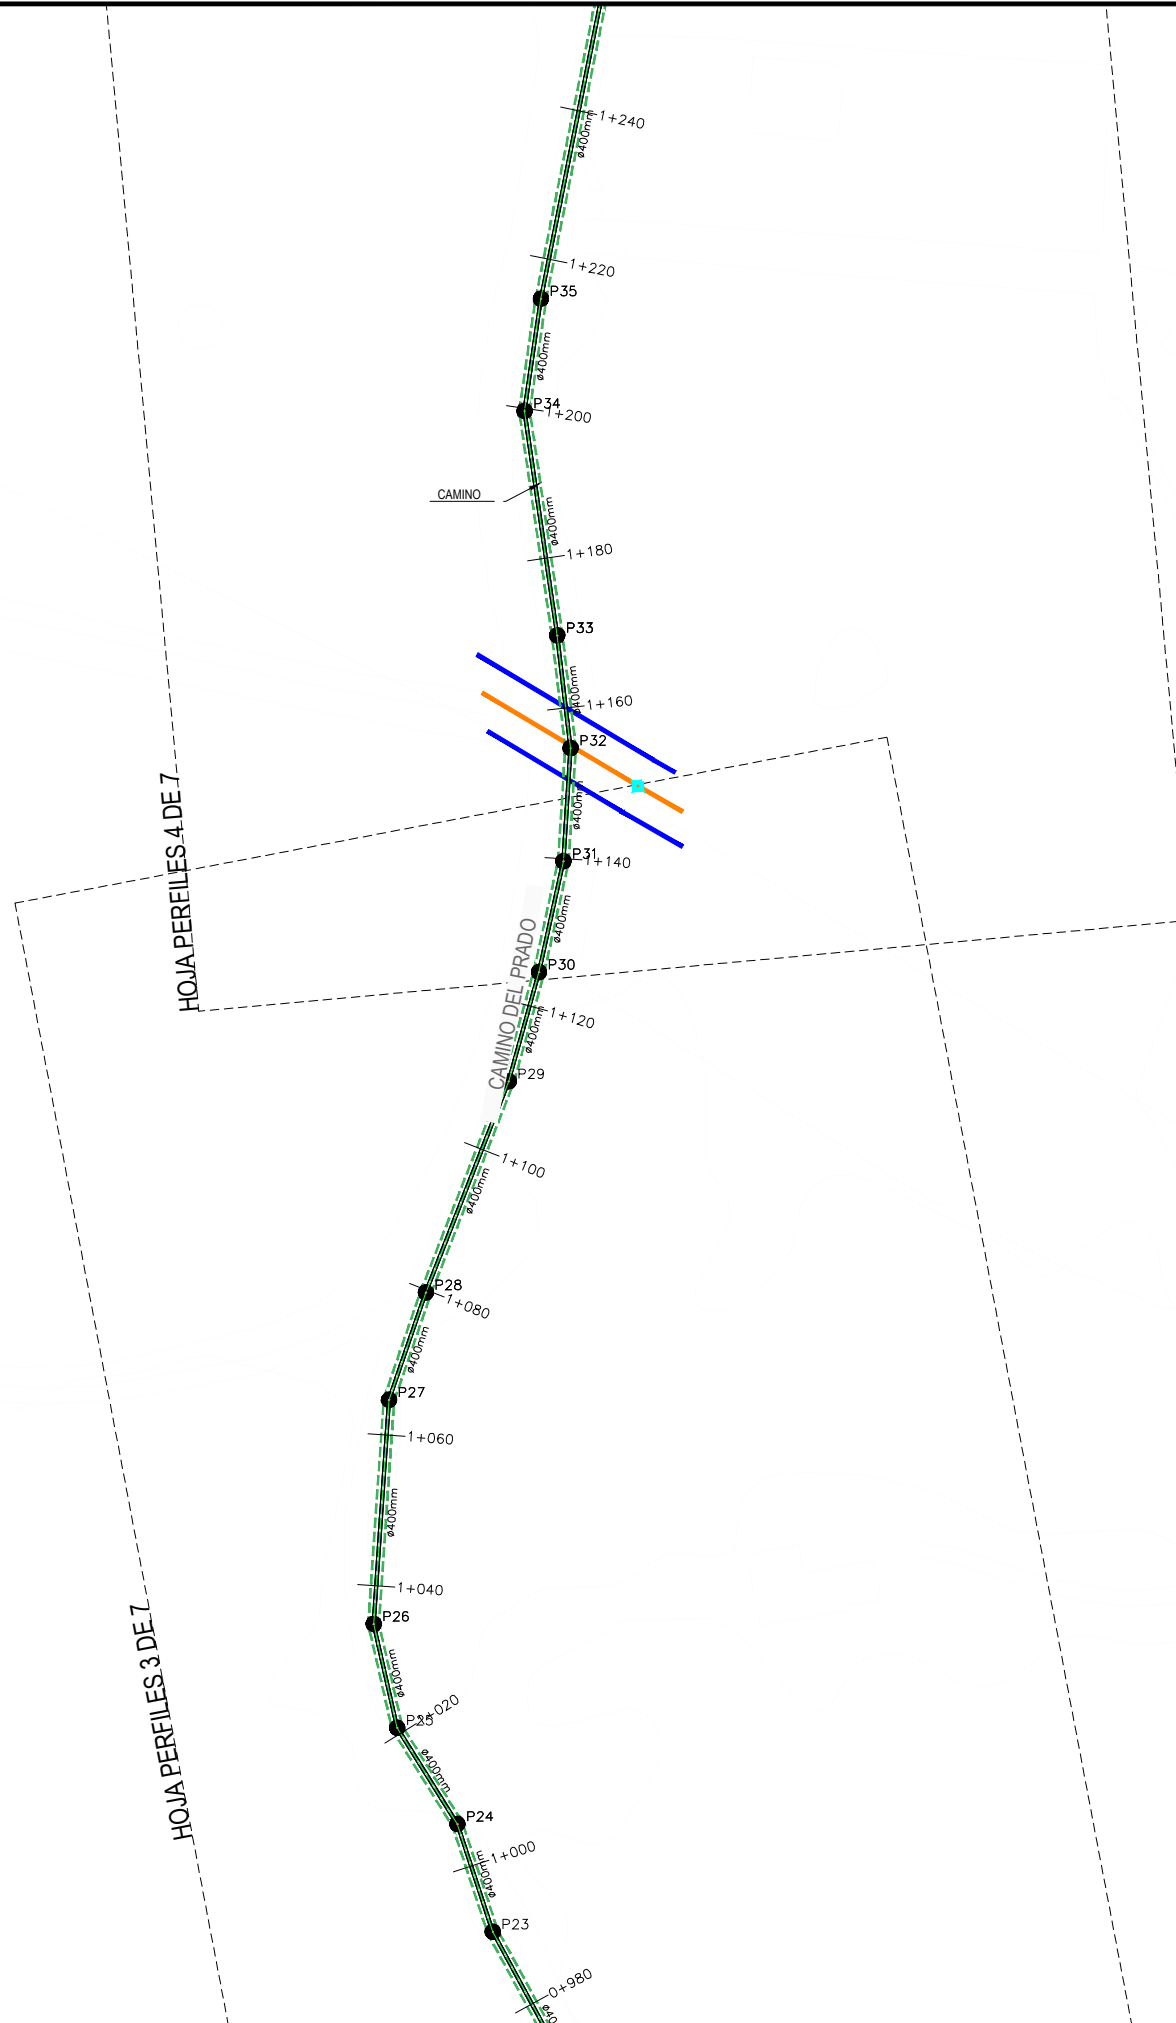 1+240
ø400mm
1+220
P35
ø400mm
P34
1+200
CAMINO
ø400mm
1+180
P33
ø400mm
1+160
P32
ø400mm
P31
1+140
HOJA PERFILES 4 DE 7
ø400mm
CAMINO DEL PRADO
P30
1+120
ø400mm
P29
1+100
ø400mm
P28
1+080
ø400mm
P27
1+060
ø400mm
1+040
P26
ø400mm
HOJA PERFILES 3 DE 7
P25
1+020
ø400mm
P24
1+000
ø400mm
P23
0+980
ø40